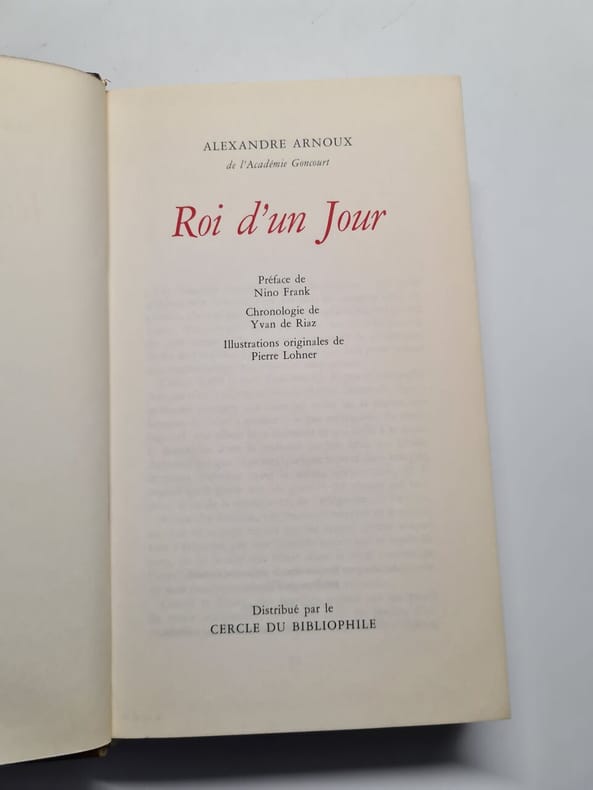 ALEXANDRE ARNOUX
de l'Académie Goncourt
Roi d'un Jour
Préface de
Nino Frank
Chronologie de
Yvan de Riaz
Illustrations originales de
Pierre Lohner
Distribué par le
CERCLE DU BIBLIOPHILE